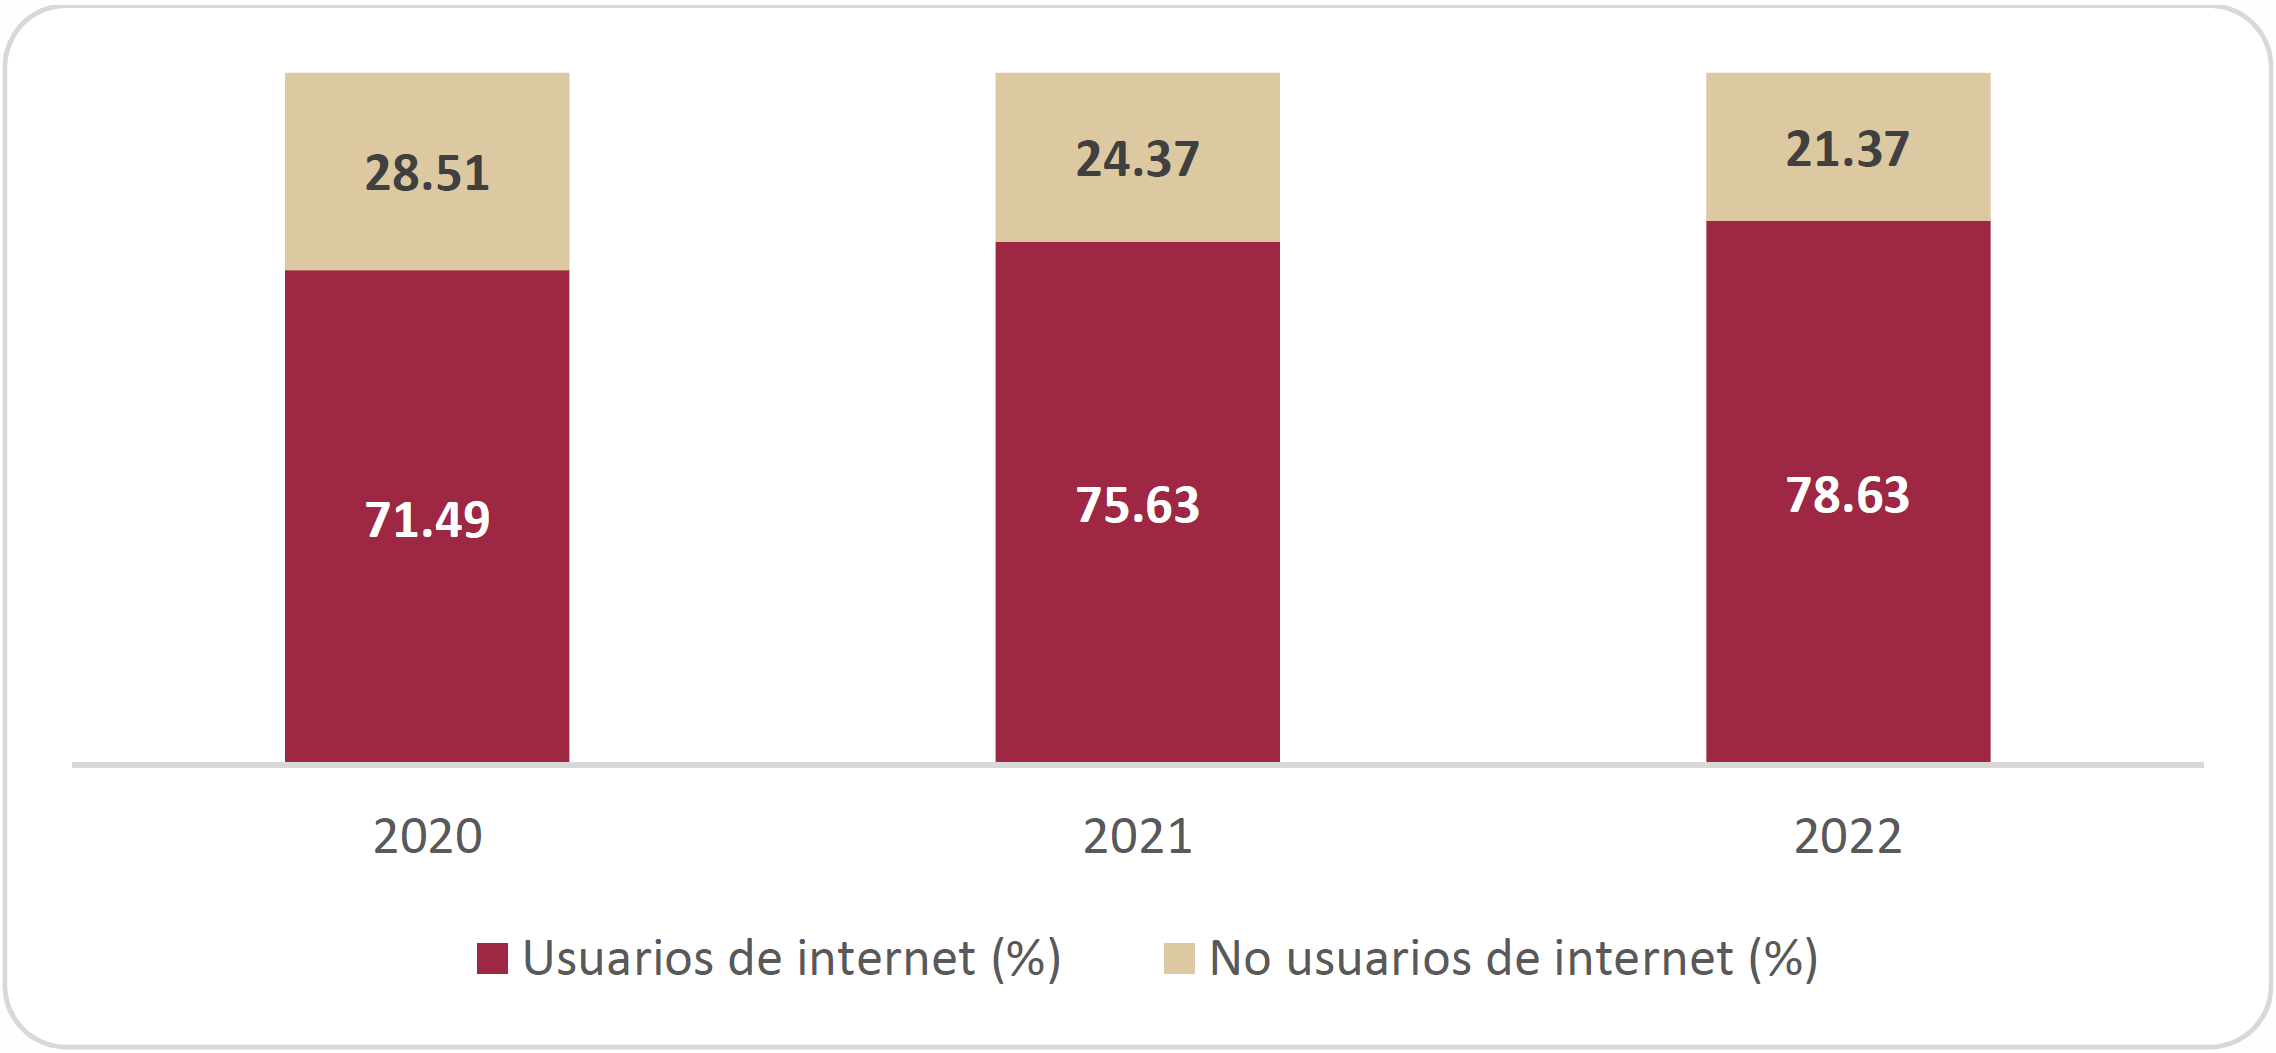 28.51 24.37 21.37
71.49 75.63 78.63
2020 2021 2022
Usuarios de internet (%) No usuarios de internet (%)